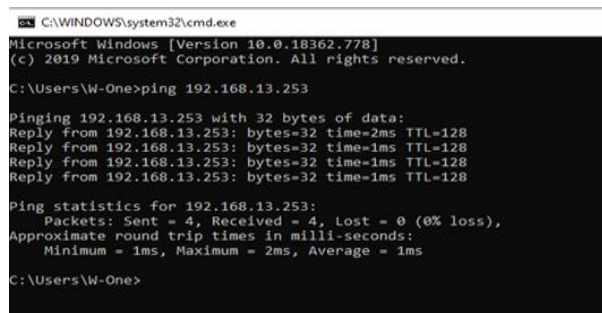 C:\WINDOWS\system32\cmd.exe
Microsoft Windows [Version 10.0.18362.778]
(c) 2019 Microsoft Corporation. All rights reserved.
C:\Users\W-One>ping 192.168.13.253
Pinging 192.168.13.253 with 32 bytes of data:
Reply from 192.168.13.253: bytes=32 time=2ms TTL=128
Reply from 192.168.13.253: bytes=32 time=1ms TTL=128
Reply from 192.168.13.253: bytes=32 time=1ms TTL=128
Reply from 192.168.13.253: bytes=32 time=1ms TTL=128
Ping statistics for 192.168.13.253:
Packets: Sent = 4, Received = 4, Lost = 0 (0% loss),
Approximate round trip times in milli-seconds:
Minimum = 1ms, Maximum = 2ms, Average = 1ms
C:\Users\W-One>